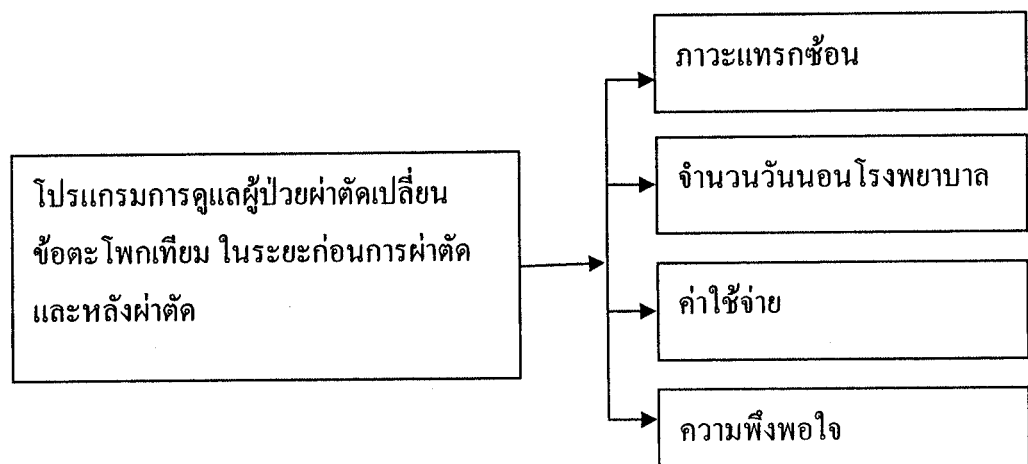 โปรแกรมการดูแลผู้ป่วยผ่าตัดเปลี่ยน
ข้อตะโพกเทียม ในระยะก่อนการผ่าตัด
และหลังผ่าตัด
ภาวะแทรกซ้อน
จำนวนวันนอนโรงพยาบาล
ค่าใช้จ่าย
ความพึงพอใจ